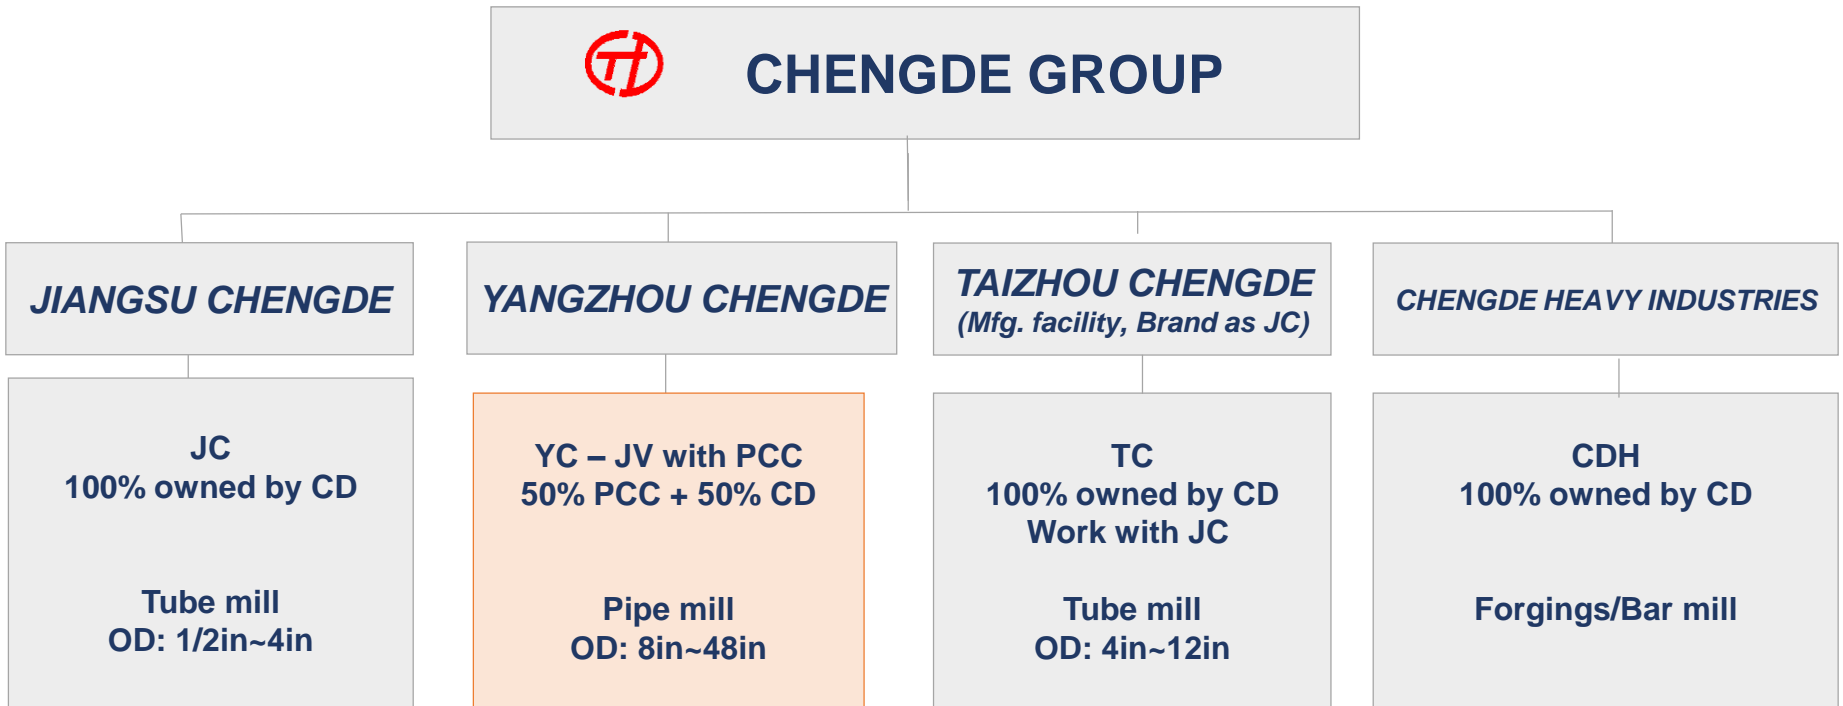 CHENGDE GROUP
JIANGSU CHENGDE
YANGZHOU CHENGDE
TAIZHOU CHENGDE
(Mfg. facility, Brand as JC)
CHENGDE HEAVY INDUSTRIES
JC
100% owned by CD
Tube mill
OD: 1/2in~4in
YC – JV with PCC
50% PCC + 50% CD
Pipe mill
OD: 8in~48in
TC
100% owned by CD
Work with JC
Tube mill
OD: 4in~12in
CDH
100% owned by CD
Forgings/Bar mill